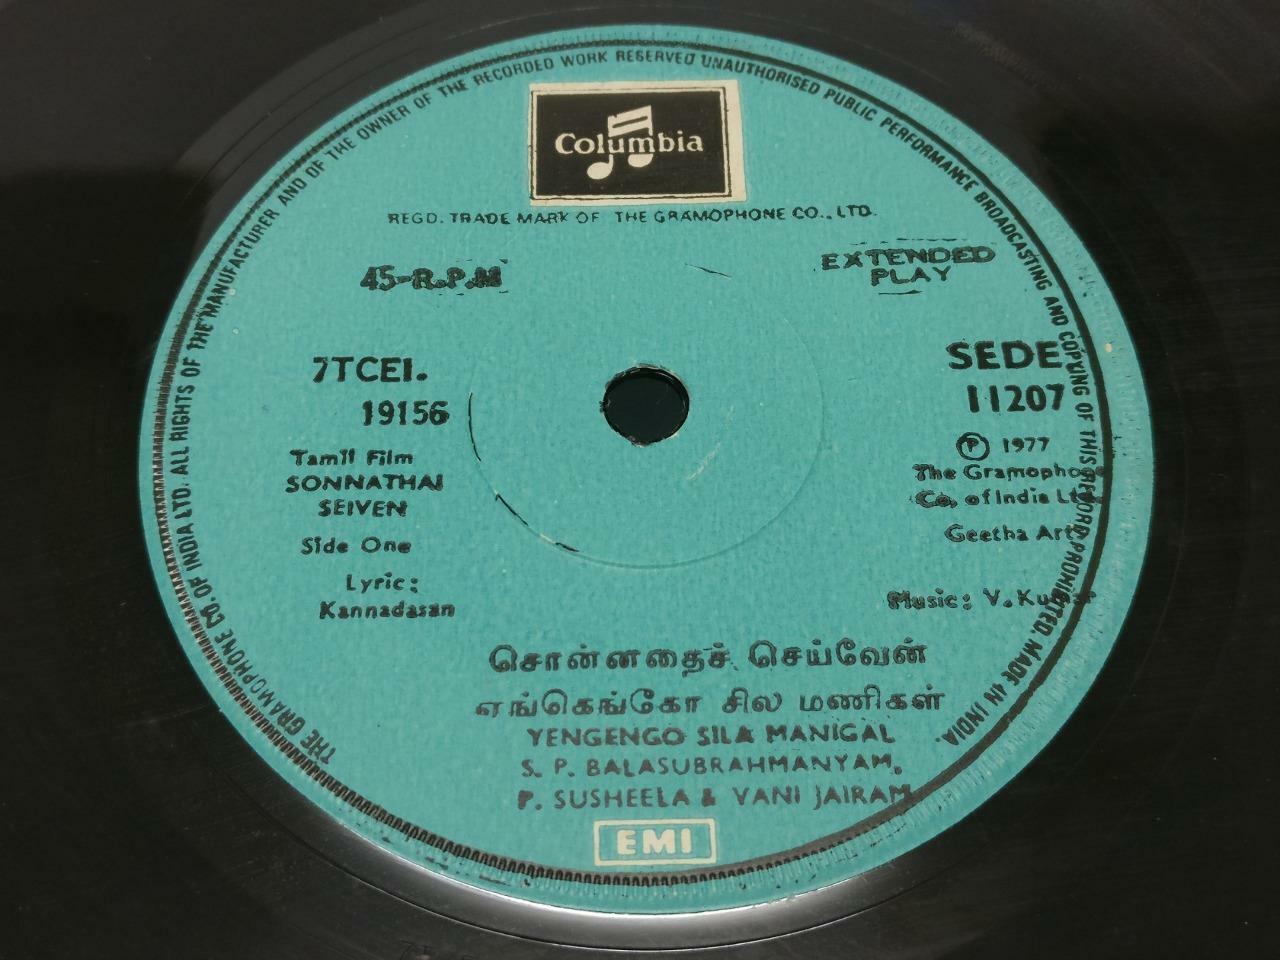 THE GRAMOPHONE CO. OF INDIA LTD. ALL RIGHTS OF THE MANUFACTURER AND OF THE OWNER OF THE RECORDED WORK RESERVED UNAUTHORISED PUBLIC PERFORMANCE BROADCASTING AND COPYING OF THIS RECORD PROHIBITED. MADE IN INDIA.
Columbia
REGD. TRADE MARK OF THE GRAMOPHONE CO., LTD.
45-R.P.M
EXTENDED
PLAY
7TCEI.
19156
SEDE
11207
Tamil Film
SONNATHAI
SEIVEN
Side One
Lyric:
Kannadasan
Ⓟ 1977
The Gramophone
Co. of India Ltd
Geetha Arts
Music: V. Kumar
சொன்னதைச் செய்வேன்
எங்கெங்கோ சில மணிகள்
YENGENGO SILA MANIGAL
S. P. BALASUBRAHMANYAM.
P. SUSHEELA & VANI JAIRAM
EMI